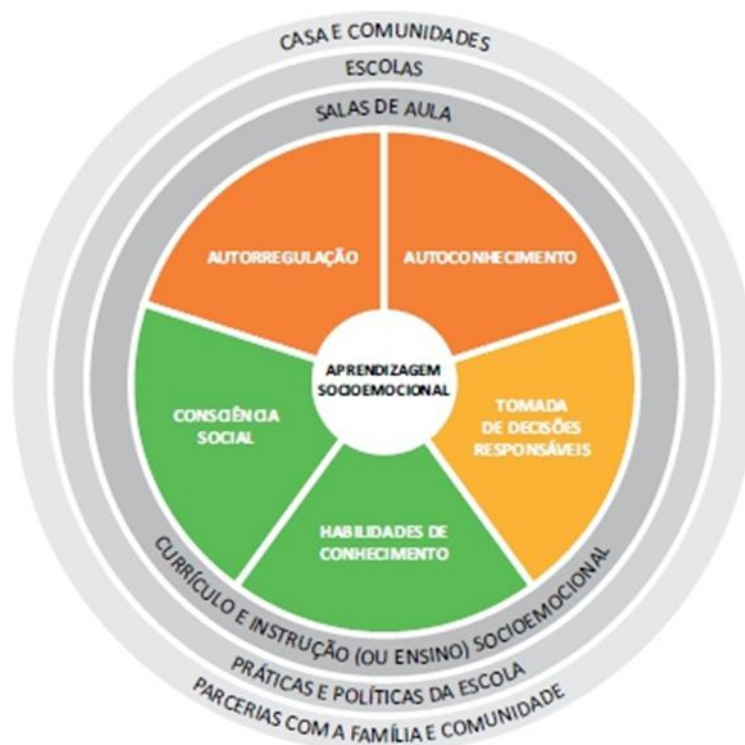 CASA E COMUNIDADES
ESCOLAS
SALAS DE AULA
AUTORREGULAÇÃO
AUTOCONHECIMENTO
APRENDIZAGEM
SOCIOEMOCIONAL
CONSCIÊNCIA
SOCIAL
TOMADA
DE DECISÕES
RESPONSÁVEIS
HABILIDADES DE
CONHECIMENTO
CURRÍCULO E INSTRUÇÃO (OU ENSINO) SOCIOEMOCIONAL
PRÁTICAS E POLÍTICAS DA ESCOLA
PARCERIAS COM A FAMÍLIA E COMUNIDADE